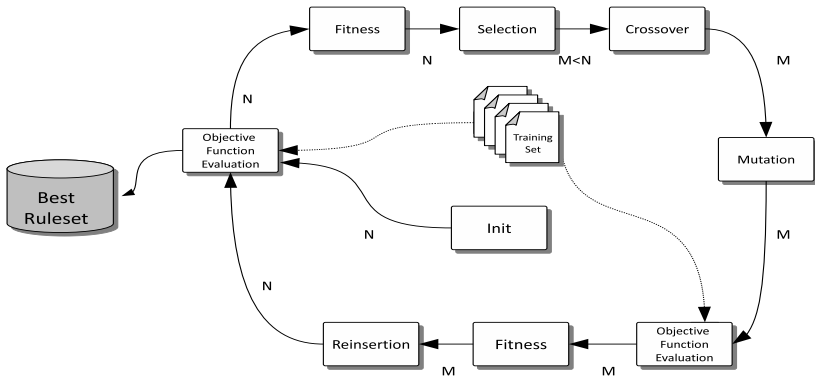 Fitness
N
Selection
M<N
Crossover
M
N
Objective
Function
Evaluation
Training
Set
Mutation
Best
Ruleset
Init
N
M
N
Reinsertion
M
Fitness
M
Objective
Function
Evaluation